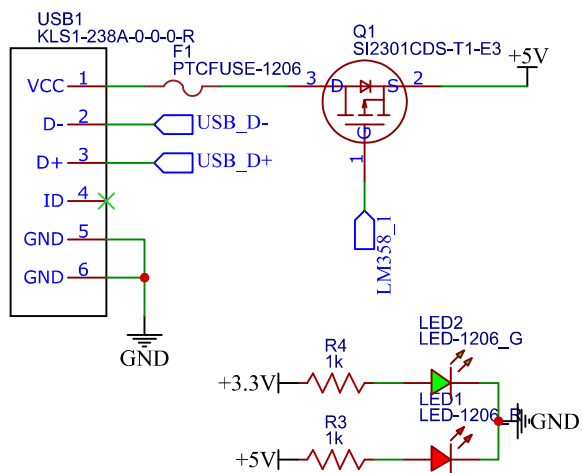 USB1
KLS1-238A-0-0-0-R
F1
PTCFUSE-1206
Q1
SI2301CDS-T1-E3
+5V
VCC 1
3 D S 2
D- 2 USB_D-
G
D+ 3 USB_D+
1
ID 4
GND 5
LM358_1
GND 6
GND
LED2
LED-1206_G
R4
1k
+3.3V
LED1
LED-1206_R
GND
R3
1k
+5V